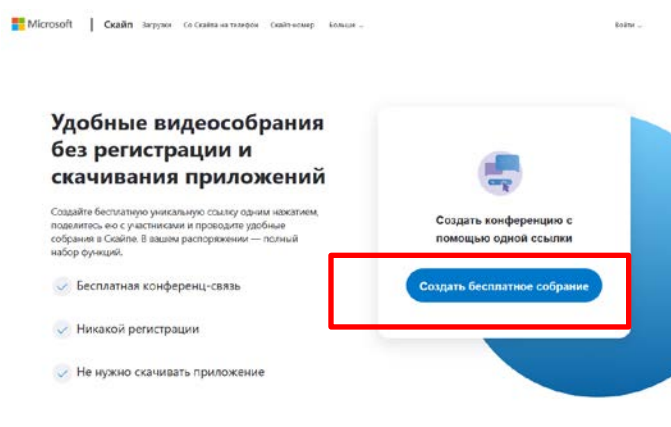 Microsoft | Скайп Загрузки Со Скайпа на телефон Скайп-номер Больше
Войти
Удобные видеособрания
без регистрации и
скачивания приложений
Создайте бесплатную уникальную ссылку одним нажатием,
поделитесь ею с участниками и проводите удобные
собрания в Скайпе. В вашем распоряжении — полный
набор функций.
Бесплатная конференц-связь
Никакой регистрации
Не нужно скачивать приложение
Создать конференцию с
помощью одной ссылки
Создать бесплатное собрание